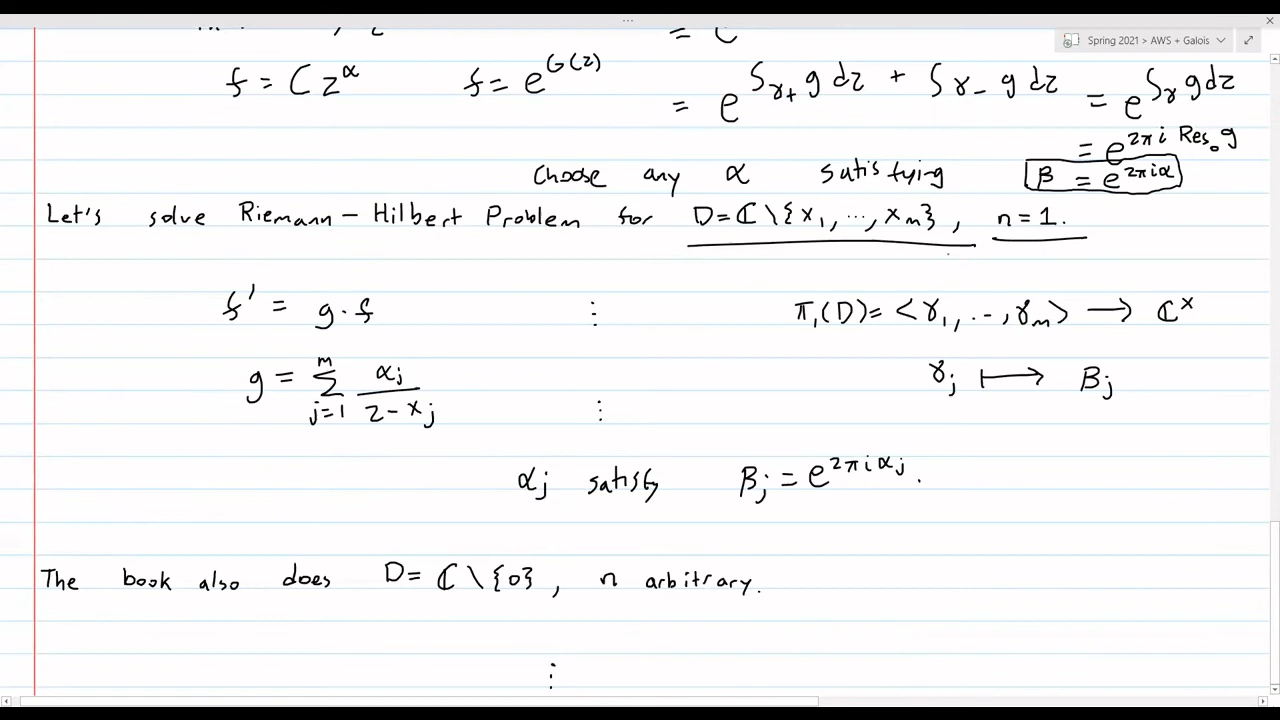 Spring 2021 > AWS + Galois
= C
f = C z^α f = e^{G(z)} = e^{∫_{γ+} g dz + ∫_{γ-} g dz} = e^{∫_γ g dz}
= e^{2πi Res_0 g}
Choose any α satisfying β = e^{2πiα}
Let's solve Riemann-Hilbert Problem for D = ℂ \ {x_1, ..., x_m}, n = 1.
f' = g · f ⋮ π_1(D) = <γ_1, ..., γ_m> → ℂ^×
g = Σ_{j=1}^{m} α_j / (z - x_j) ⋮ γ_j ↦ β_j
α_j satisfy β_j = e^{2πiα_j}.
The book also does D = ℂ \ {0}, n arbitrary.
⋮